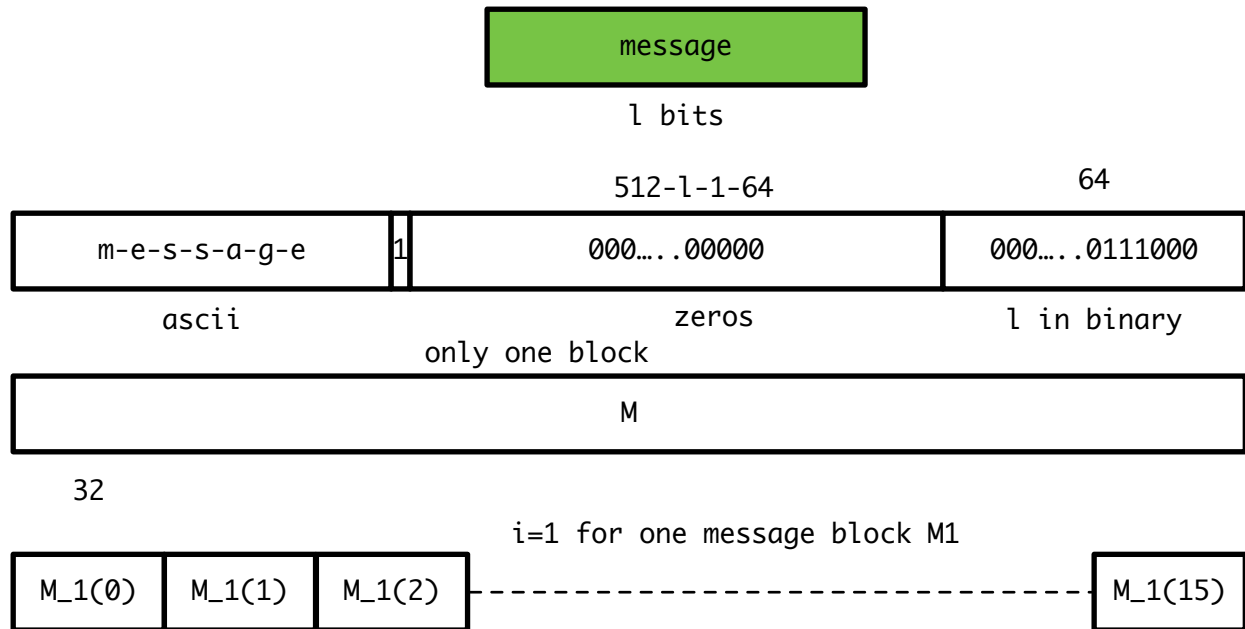 message
l bits
512-l-1-64 64
m-e-s-s-a-g-e 1 000…..00000 000…..0111000
ascii zeros l in binary
only one block
M
32
i=1 for one message block M1
M_1(0) M_1(1) M_1(2) M_1(15)